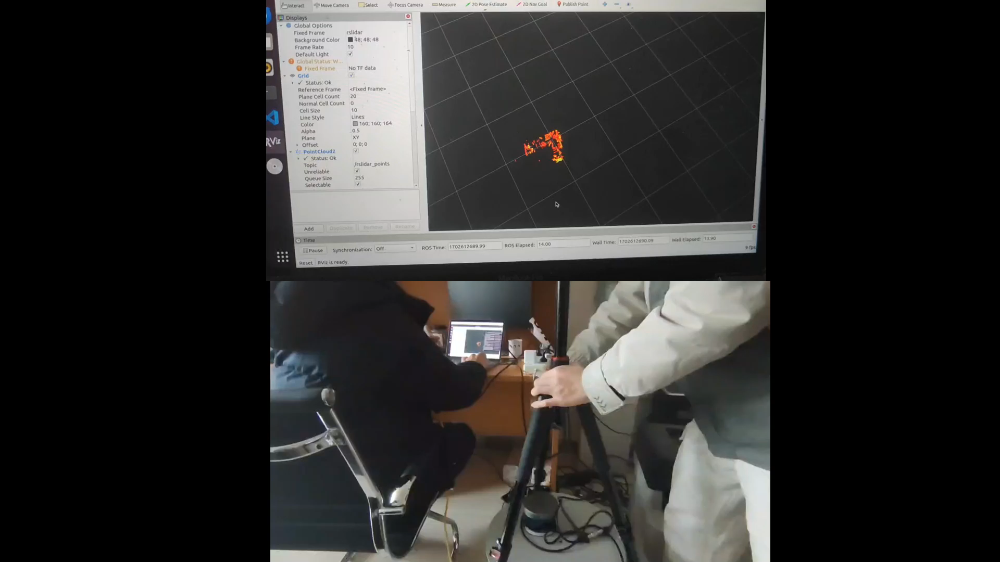 Interact Move Camera Select Focus Camera Measure 2D Pose Estimate 2D Nav Goal Publish Point
Displays
Global Options
Fixed Frame rslidar
Background Color 48; 48; 48
Frame Rate 10
Default Light
Global Status: W...
Fixed Frame No TF data
Grid
Status: Ok
Reference Frame <Fixed Frame>
Plane Cell Count 20
Normal Cell Count 0
Cell Size 10
Line Style Lines
Color 160; 160; 164
Alpha 0.5
Plane XY
Offset 0; 0; 0
PointCloud2
Status: Ok
Topic /rslidar_points
Unreliable
Queue Size 255
Selectable
RViz
Add Duplicate Remove Rename
Time
Pause Synchronization: Off ROS Time: 1702612689.99 ROS Elapsed: 14.00 Wall Time: 1702612690.09 Wall Elapsed: 13.90
Reset RViz is ready. 9 fps